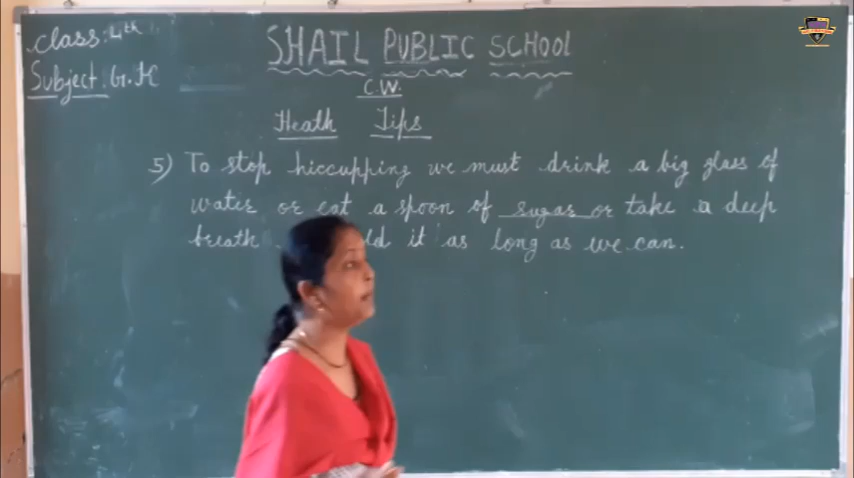 Class: 4th
SHAIL PUBLIC SCHOOL
Subject: G.K
C.W.
Heath Tips
5) To stop hiccupping we must drink a big glass of
water or eat a spoon of sugar or take a deep
breath it as long as we can.